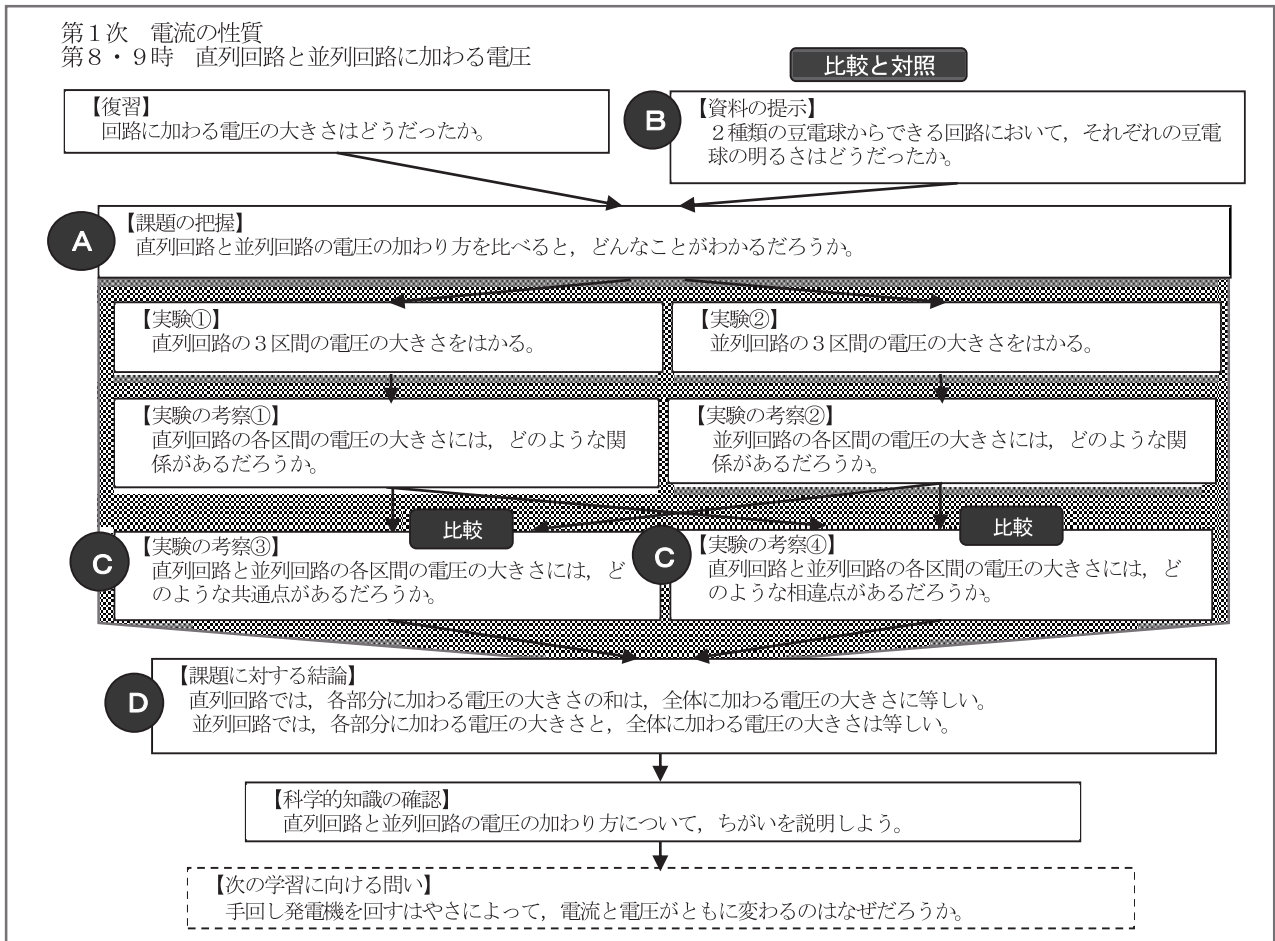 第１次　電流の性質
第８・９時　直列回路と並列回路に加わる電圧
比較と対照
【復習】
回路に加わる電圧の大きさはどうだったか。
B
【資料の提示】
２種類の豆電球からできる回路において，それぞれの豆電
球の明るさはどうだったか。
A
【課題の把握】
直列回路と並列回路の電圧の加わり方を比べると，どんなことがわかるだろうか。
【実験①】
直列回路の３区間の電圧の大きさをはかる。
【実験②】
並列回路の３区間の電圧の大きさをはかる。
【実験の考察①】
直列回路の各区間の電圧の大きさには，どのような関
係があるだろうか。
【実験の考察②】
並列回路の各区間の電圧の大きさには，どのような関
係があるだろうか。
比較
C
【実験の考察③】
直列回路と並列回路の各区間の電圧の大きさには，ど
のような共通点があるだろうか。
比較
C
【実験の考察④】
直列回路と並列回路の各区間の電圧の大きさには，ど
のような相違点があるだろうか。
D
【課題に対する結論】
直列回路では，各部分に加わる電圧の大きさの和は，全体に加わる電圧の大きさに等しい。
並列回路では，各部分に加わる電圧の大きさと，全体に加わる電圧の大きさは等しい。
【科学的知識の確認】
直列回路と並列回路の電圧の加わり方について，ちがいを説明しよう。
【次の学習に向ける問い】
手回し発電機を回すはやさによって，電流と電圧がともに変わるのはなぜだろうか。